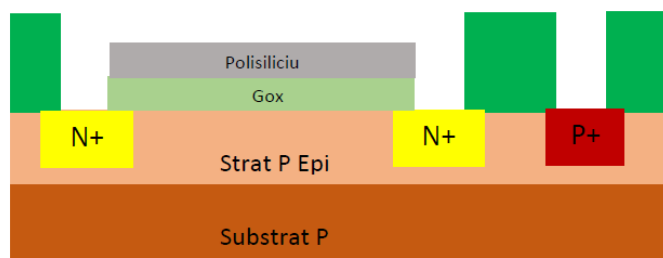 Polisiliciu
Gox
N+
N+
P+
Strat P Epi
Substrat P